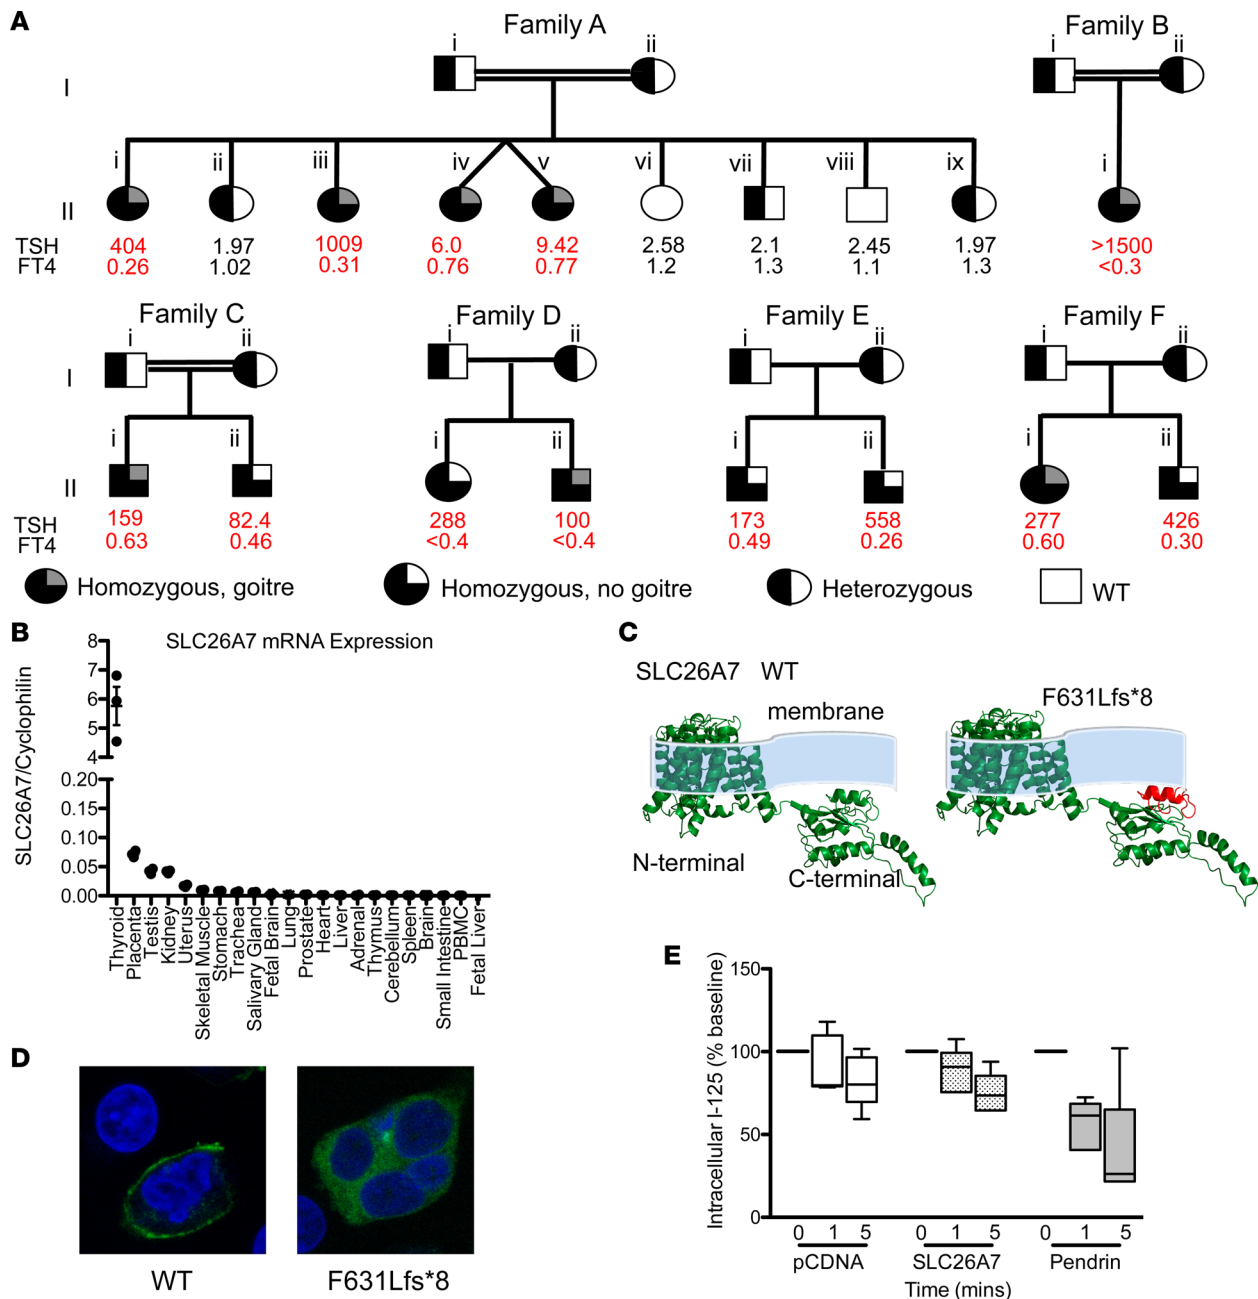 A
Family A
Family B
i
ii
i
ii
I
i
ii
iii
iv
v
vi
vii
viii
ix
i
II
TSH 404 1.97 1009 6.0 9.42 2.58 2.1 2.45 1.97 >1500
FT4 0.26 1.02 0.31 0.76 0.77 1.2 1.3 1.1 1.3 <0.3
Family C
Family D
Family E
Family F
i
ii
i
ii
i
ii
i
ii
I
i
ii
i
ii
i
ii
i
ii
II
TSH 159 82.4 288 100 173 558 277 426
FT4 0.63 0.46 <0.4 <0.4 0.49 0.26 0.60 0.30
Homozygous, goitre
Homozygous, no goitre
Heterozygous
WT
B
SLC26A7 mRNA Expression
SLC26A7/Cyclophilin
8
7
6
5
4
0.20
0.15
0.10
0.05
0.00
Thyroid
Placenta
Testis
Kidney
Uterus
Skeletal Muscle
Stomach
Trachea
Salivary Gland
Fetal Brain
Lung
Prostate
Heart
Liver
Adrenal
Thymus
Cerebellum
Spleen
Brain
Small Intestine
PBMC
Fetal Liver
C
SLC26A7 WT
membrane
F631Lfs*8
N-terminal
C-terminal
D
WT
F631Lfs*8
E
Intracellular I-125 (% baseline)
150
100
50
0
0 1 5 0 1 5 0 1 5
pCDNA SLC26A7 Pendrin
Time (mins)